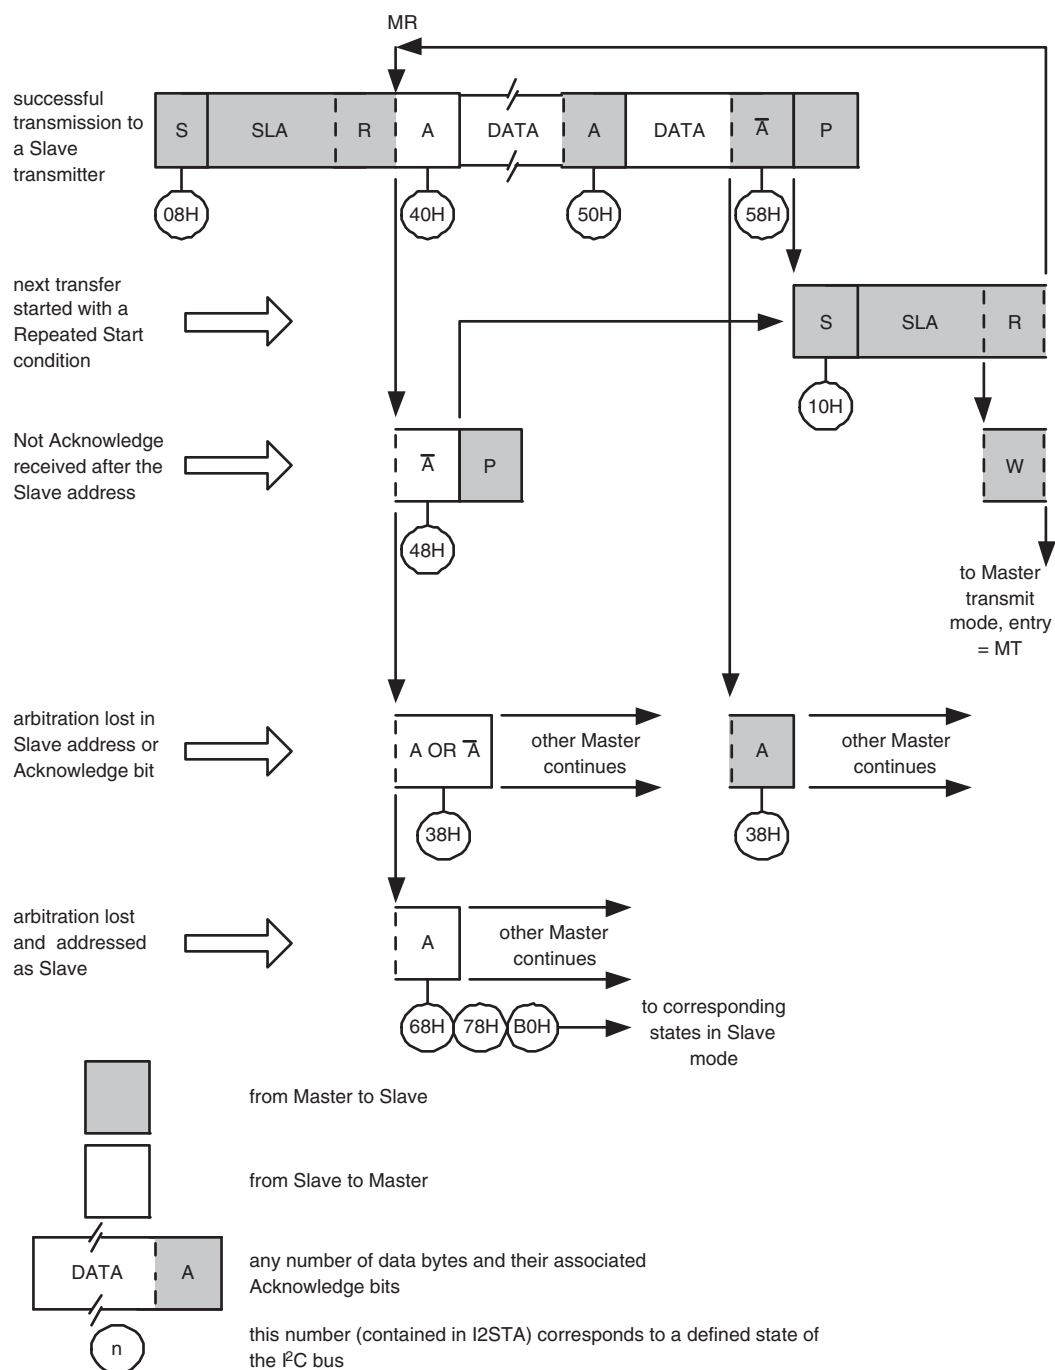 MR
successful
transmission to
a Slave
transmitter
S SLA R A DATA A DATA A̅ P
08H 40H 50H 58H
next transfer
started with a
Repeated Start
condition
S SLA R
10H
Not Acknowledge
received after the
Slave address
A̅ P
W
48H
to Master
transmit
mode, entry
= MT
arbitration lost in
Slave address or
Acknowledge bit
A OR A̅
other Master
continues
A
other Master
continues
38H 38H
arbitration lost
and addressed
as Slave
A
other Master
continues
68H 78H B0H
to corresponding
states in Slave
mode
from Master to Slave
from Slave to Master
DATA A
any number of data bytes and their associated
Acknowledge bits
n
this number (contained in I2STA) corresponds to a defined state of
the I²C bus